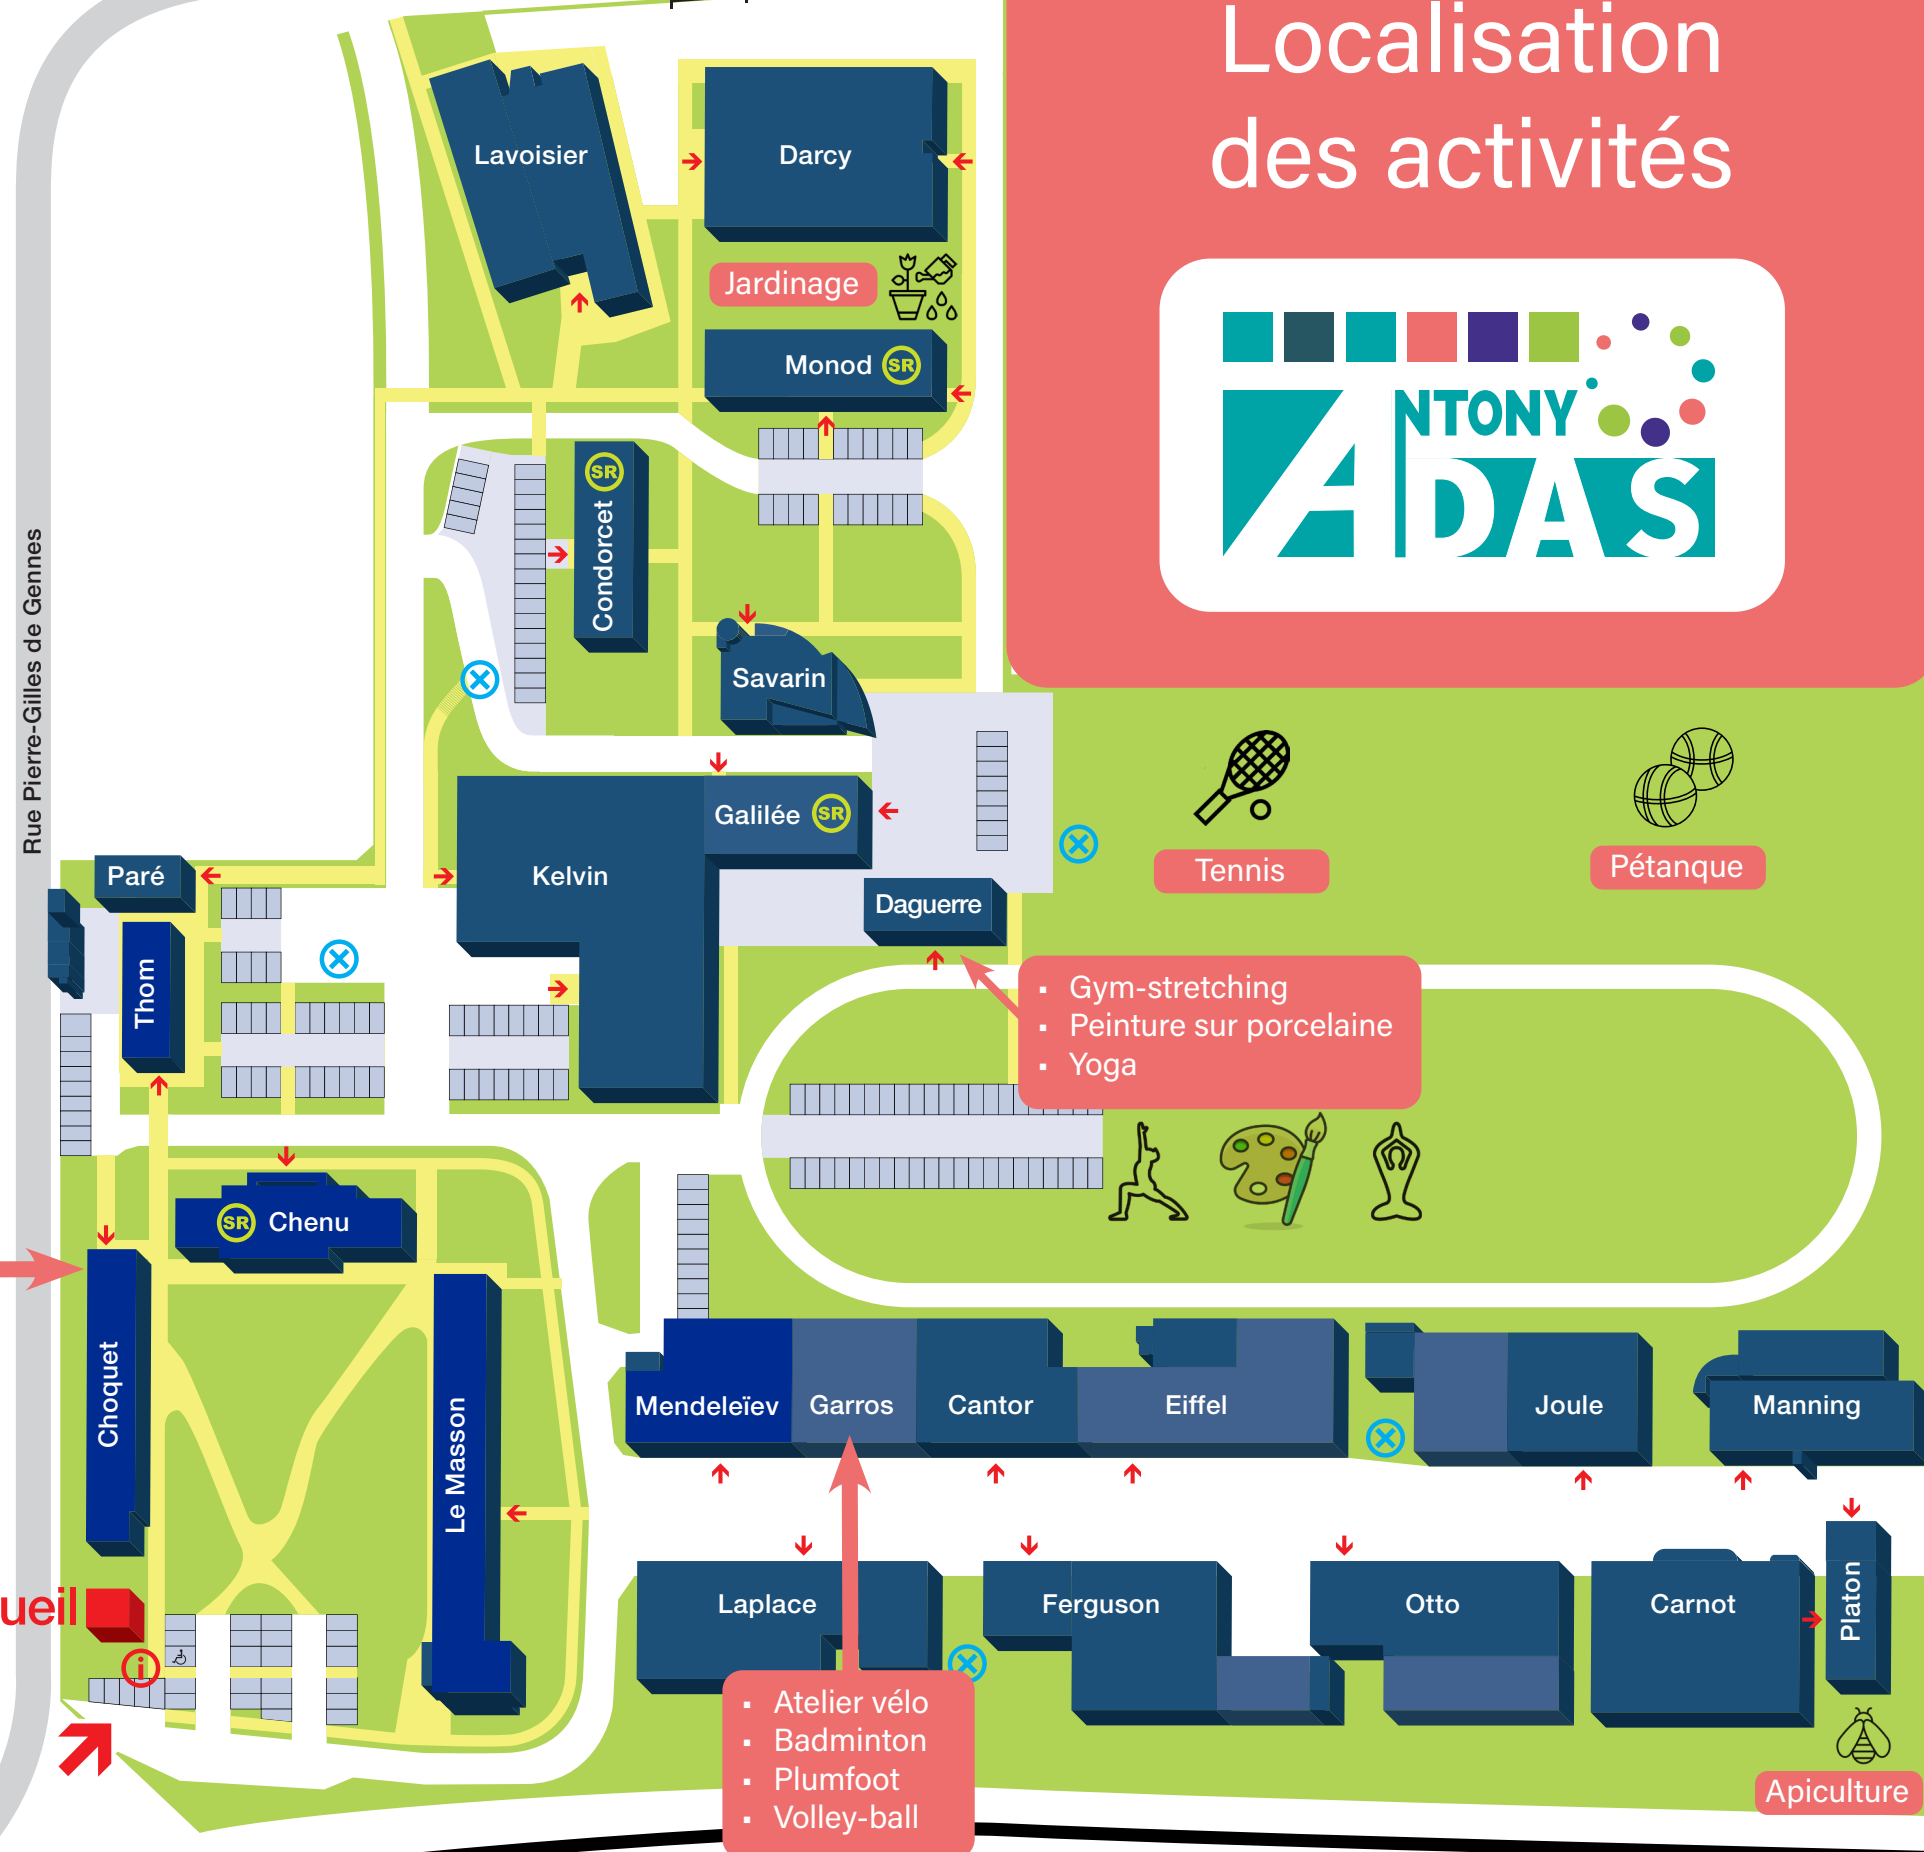 Localisation
des activités
ANTONY
DAS
Lavoisier
Darcy
Jardinage
Monod SR
SR
Condorcet
Rue Pierre-Gilles de Gennes
Savarin
Galilée SR
Kelvin
Daguerre
Tennis
Pétanque
Paré
Thom
▪ Gym-stretching
▪ Peinture sur porcelaine
▪ Yoga
SR Chenu
Choquet
Le Masson
Mendeleïev
Garros
Cantor
Eiffel
Joule
Manning
Laplace
Ferguson
Otto
Carnot
Platon
ueil
i
▪ Atelier vélo
▪ Badminton
▪ Plumfoot
▪ Volley-ball
Apiculture